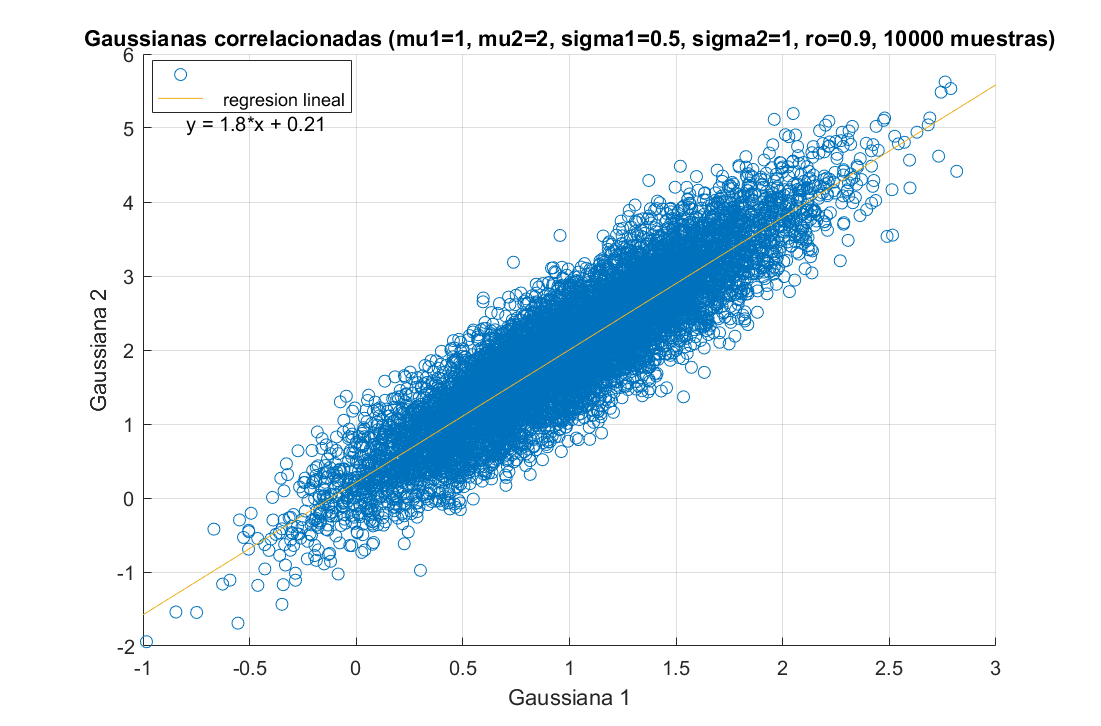 Gaussianas correlacionadas (mu1=1, mu2=2, sigma1=0.5, sigma2=1, ro=0.9, 10000 muestras)
regresion lineal
y = 1.8*x + 0.21
Gaussiana 2
6
5
4
3
2
1
0
-1
-2
-1 -0.5 0 0.5 1 1.5 2 2.5 3
Gaussiana 1